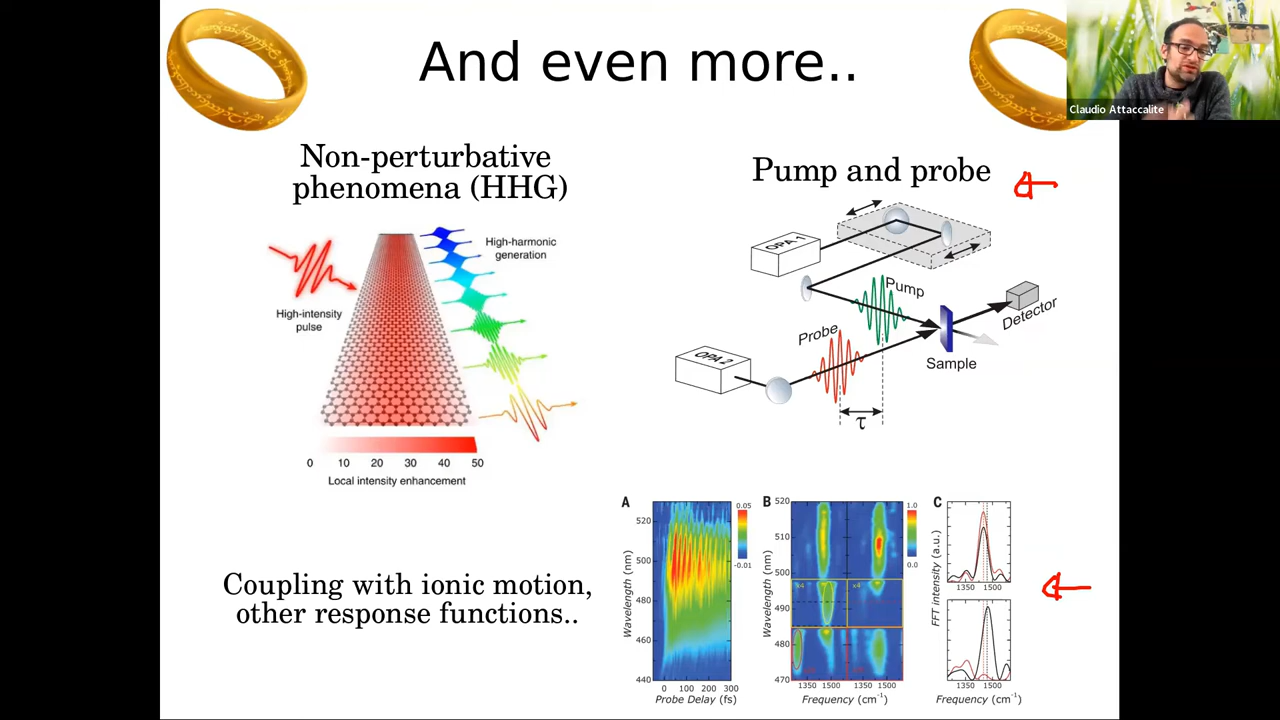 And even more..
Claudio Attaccalite
Non-perturbative
phenomena (HHG)
High-intensity
pulse
High-harmonic
generation
0 10 20 30 40 50
Local intensity enhancement
Pump and probe
OPA 1
Pump
Probe
OPA 2
Sample
Detector
τ
Coupling with ionic motion,
other response functions..
A
Wavelength (nm)
520
500
480
460
440
0 100 200 300
Probe Delay (fs)
0.05
-0.01
B
Wavelength (nm)
520
510
500
490
480
470
x4 x4
1350 1500 1350 1500
Frequency (cm-1)
1.0
0.0
C
FFT intensity (a.u.)
1350 1500
1350 1500
Frequency (cm-1)